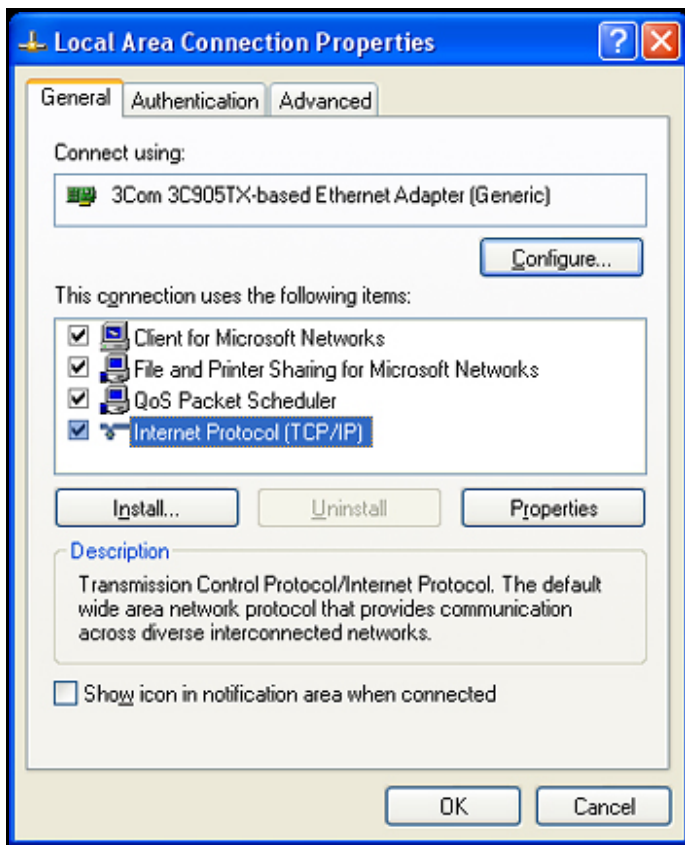 Local Area Connection Properties
General
Authentication
Advanced
Connect using:
3Com 3C905TX-based Ethernet Adapter (Generic)
Configure...
This connection uses the following items:
Client for Microsoft Networks
File and Printer Sharing for Microsoft Networks
QoS Packet Scheduler
Internet Protocol (TCP/IP)
Install...
Uninstall
Properties
Description
Transmission Control Protocol/Internet Protocol. The default
wide area network protocol that provides communication
across diverse interconnected networks.
Show icon in notification area when connected
OK
Cancel